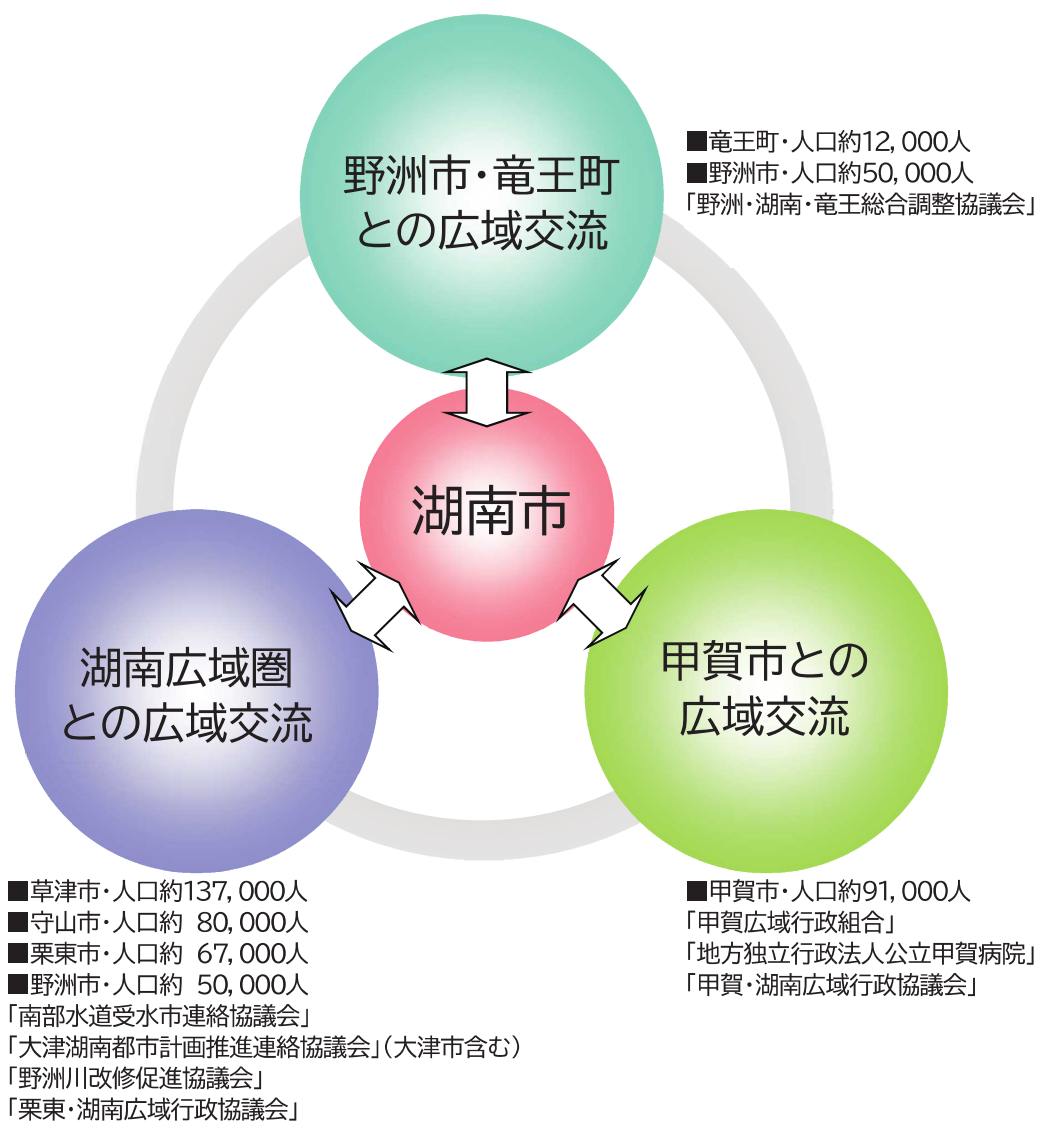 野洲市・竜王町
との広域交流
■竜王町・人口約12,000人
■野洲市・人口約50,000人
「野洲・湖南・竜王総合調整協議会」
湖南市
湖南広域圏
との広域交流
甲賀市との
広域交流
■草津市・人口約137,000人
■守山市・人口約 80,000人
■栗東市・人口約 67,000人
■野洲市・人口約 50,000人
「南部水道受水市連絡協議会」
「大津湖南都市計画推進連絡協議会」（大津市含む）
「野洲川改修促進協議会」
「栗東・湖南広域行政協議会」
■甲賀市・人口約91,000人
「甲賀広域行政組合」
「地方独立行政法人公立甲賀病院」
「甲賀・湖南広域行政協議会」